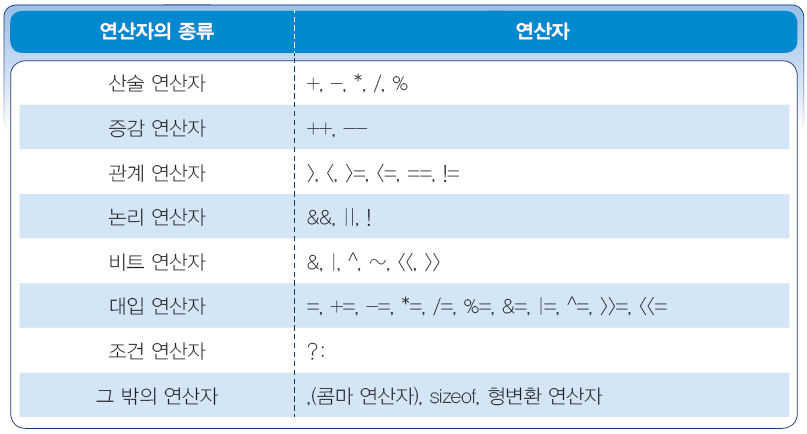 연산자의 종류 연산자
산술 연산자 +, −, *, /, %
증감 연산자 ++, −−
관계 연산자 〉, 〈, 〉=, 〈=, ==, !=
논리 연산자 &&, ||, !
비트 연산자 &, |, ^, ～, 〈〈, 〉〉
대입 연산자 =, +=, −=, *=, /=, %=, &=, |=, ^=, 〉〉=, 〈〈=
조건 연산자 ?:
그 밖의 연산자 ,(콤마 연산자), sizeof, 형변환 연산자